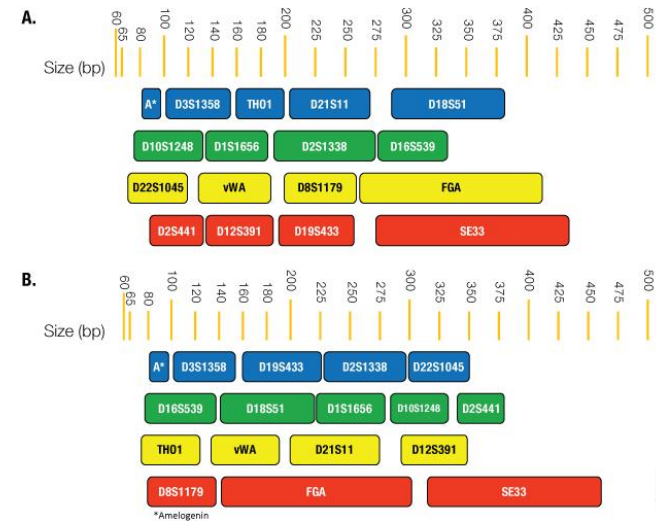 A.
60 65 80 100 120 140 160 180 200 225 250 275 300 325 350 375 400 425 450 475 500
Size (bp)
A* D3S1358 THO1 D21S11 D18S51
D10S1248 D1S1656 D2S1338 D16S539
D22S1045 vWA D8S1179 FGA
D2S441 D12S391 D19S433 SE33
B.
60 65 80 100 120 140 160 180 200 225 250 275 300 325 350 375 400 425 450 475 500
Size (bp)
A* D3S1358 D19S433 D2S1338 D22S1045
D16S539 D18S51 D1S1656 D10S1248 D2S441
THO1 vWA D21S11 D12S391
D8S1179 FGA SE33
*Amelogenin